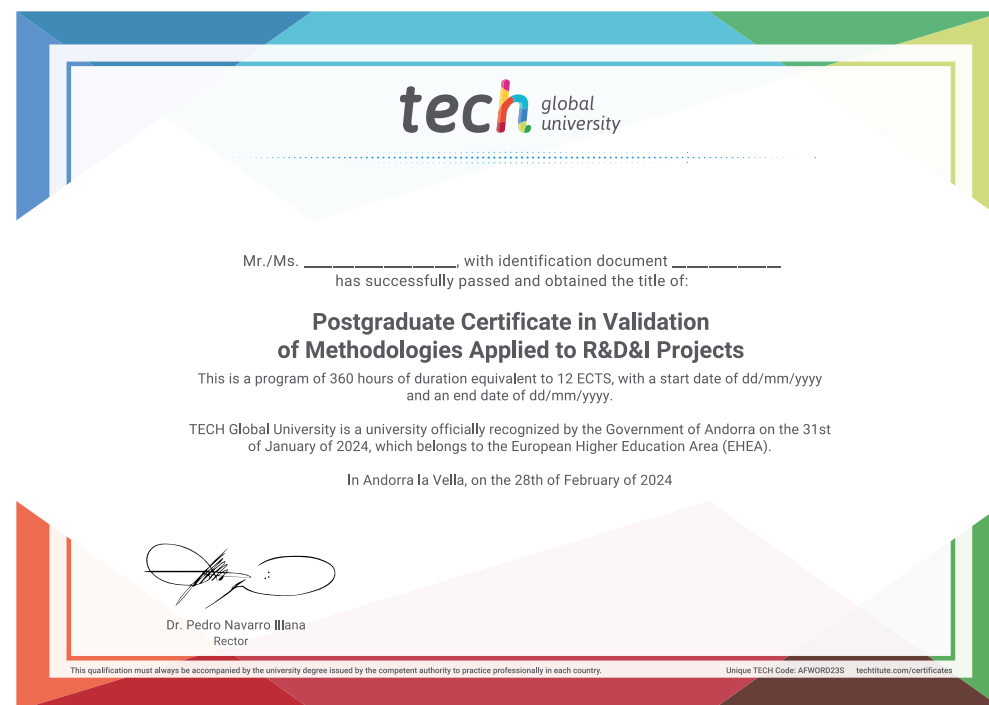 tech global university
Mr./Ms. ____________________, with identification document ______________
has successfully passed and obtained the title of:
Postgraduate Certificate in Validation
of Methodologies Applied to R&D&I Projects
This is a program of 360 hours of duration equivalent to 12 ECTS, with a start date of dd/mm/yyyy
and an end date of dd/mm/yyyy.
TECH Global University is a university officially recognized by the Government of Andorra on the 31st
of January of 2024, which belongs to the European Higher Education Area (EHEA).
In Andorra la Vella, on the 28th of February of 2024
Dr. Pedro Navarro Illana
Rector
This qualification must always be accompanied by the university degree issued by the competent authority to practice professionally in each country.
Unique TECH Code: AFWORD23S techtitute.com/certificates